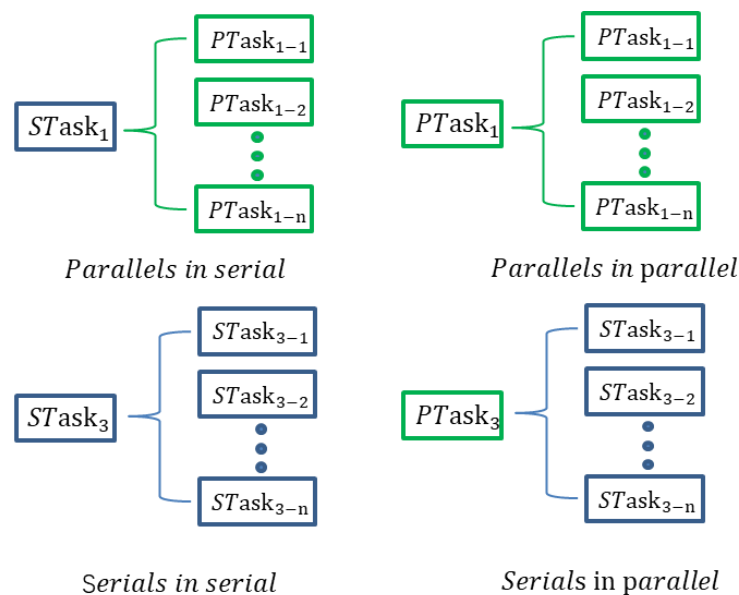 STask₁
PTask₁₋₁
PTask₁₋₂
PTask₁₋ₙ
Parallels in serial
PTask₁
PTask₁₋₁
PTask₁₋₂
PTask₁₋ₙ
Parallels in parallel
STask₃
STask₃₋₁
STask₃₋₂
STask₃₋ₙ
Serials in serial
PTask₃
STask₃₋₁
STask₃₋₂
STask₃₋ₙ
Serials in parallel